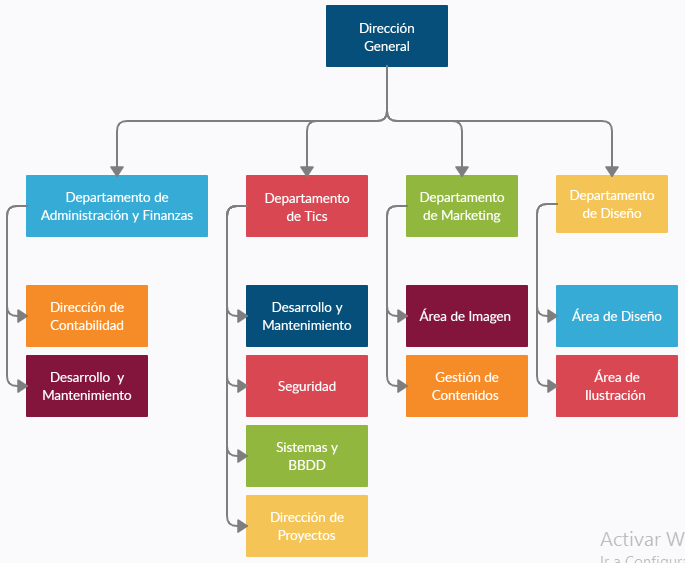 Dirección
General
Departamento de
Administración y Finanzas
Departamento
de Tics
Departamento
de Marketing
Departamento
de Diseño
Dirección de
Contabilidad
Desarrollo y
Mantenimiento
Área de Imagen
Área de Diseño
Desarrollo y
Mantenimiento
Seguridad
Gestión de
Contenidos
Área de
Ilustración
Sistemas y
BBDD
Dirección de
Proyectos
Activar W
Ir a Configura